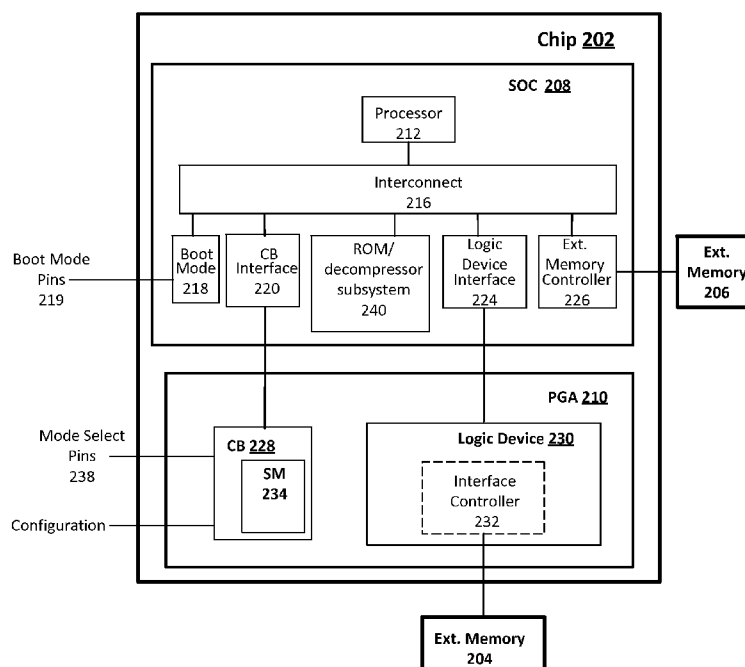 Chip 202
SOC 208
Processor
212
Interconnect
216
Boot Mode
Pins
219
Boot
Mode
218
CB
Interface
220
ROM/
decompressor
subsystem
240
Logic
Device
Interface
224
Ext.
Memory
Controller
226
Ext.
Memory
206
PGA 210
Mode Select
Pins
238
Configuration
CB 228
SM
234
Logic Device 230
Interface
Controller
232
Ext. Memory
204